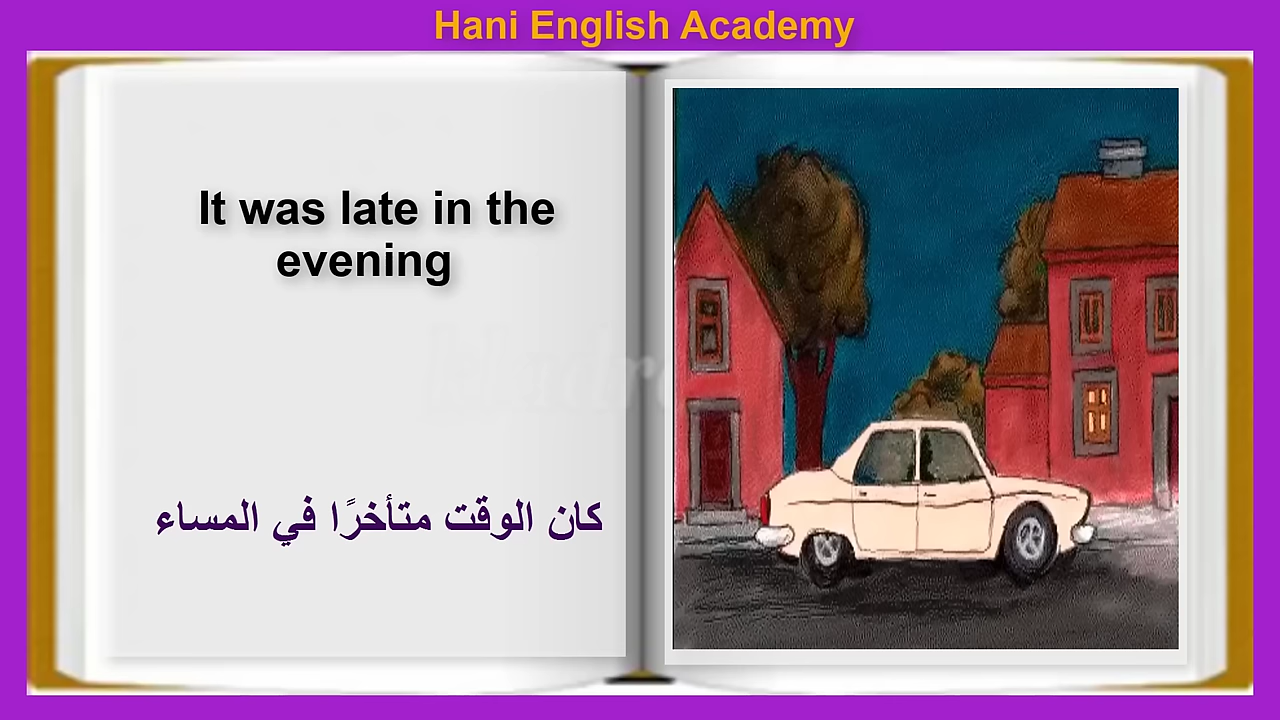 Hani English Academy
It was late in the
evening
كان الوقت متأخرًا في المساء